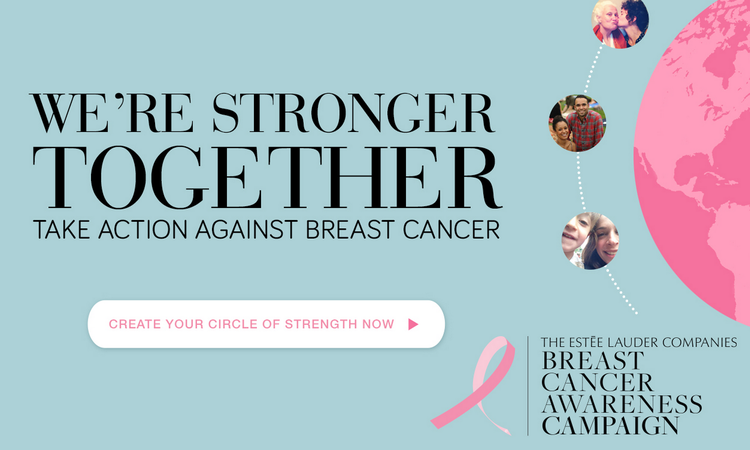 WE'RE STRONGER
TOGETHER
TAKE ACTION AGAINST BREAST CANCER
CREATE YOUR CIRCLE OF STRENGTH NOW
THE ESTĒE LAUDER COMPANIES
BREAST
CANCER
AWARENESS
CAMPAIGN